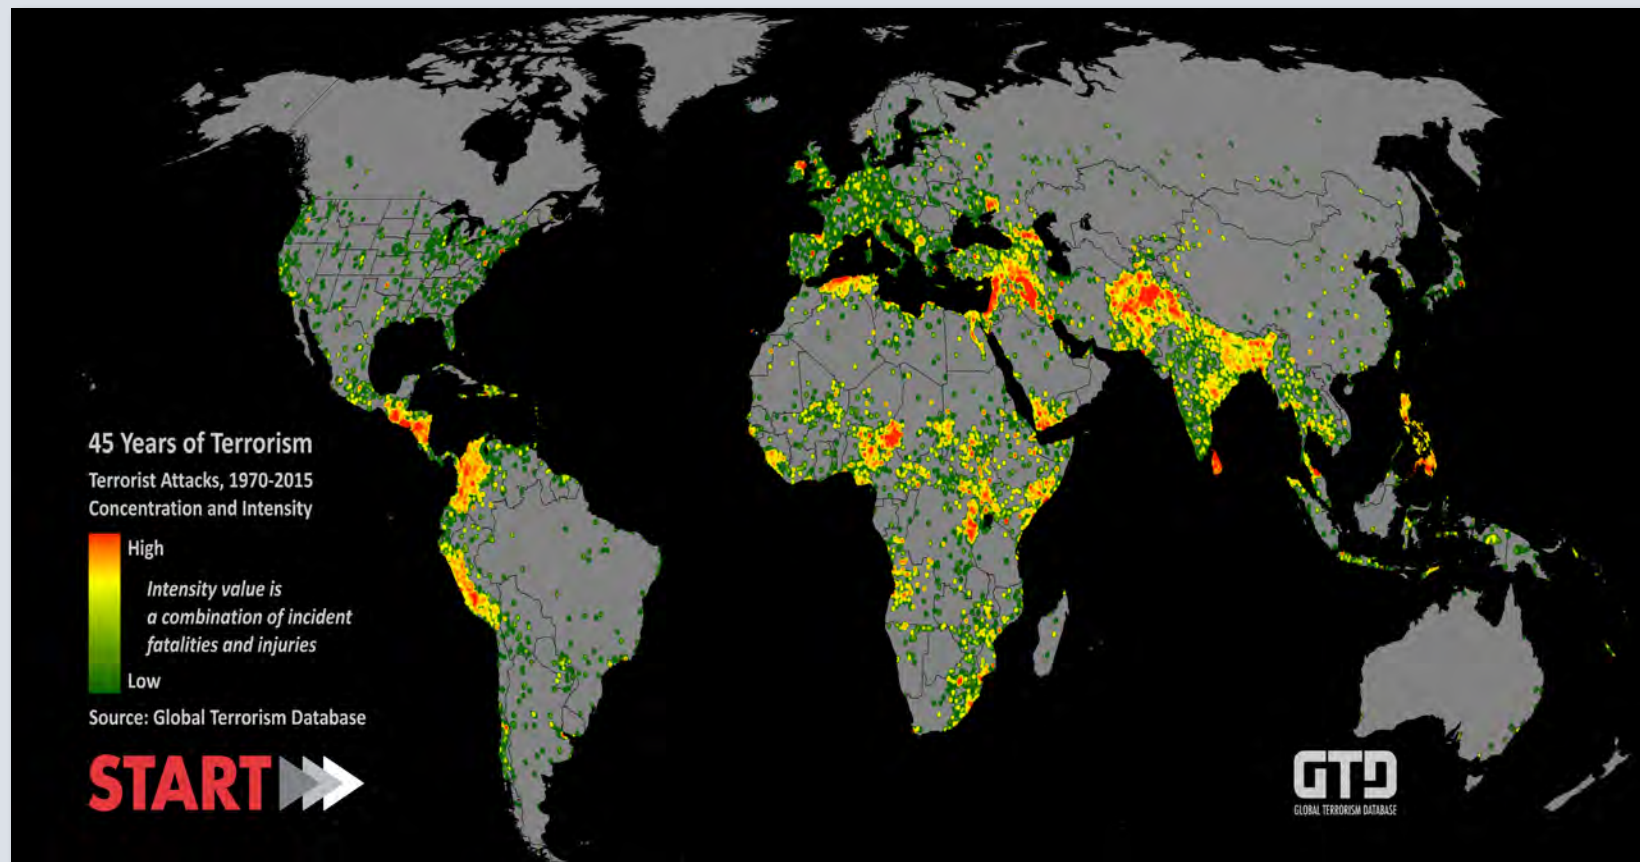 45 Years of Terrorism
Terrorist Attacks, 1970-2015
Concentration and Intensity
High
Intensity value is
a combination of incident
fatalities and injuries
Low
Source: Global Terrorism Database
START
GTD
GLOBAL TERRORISM DATABASE